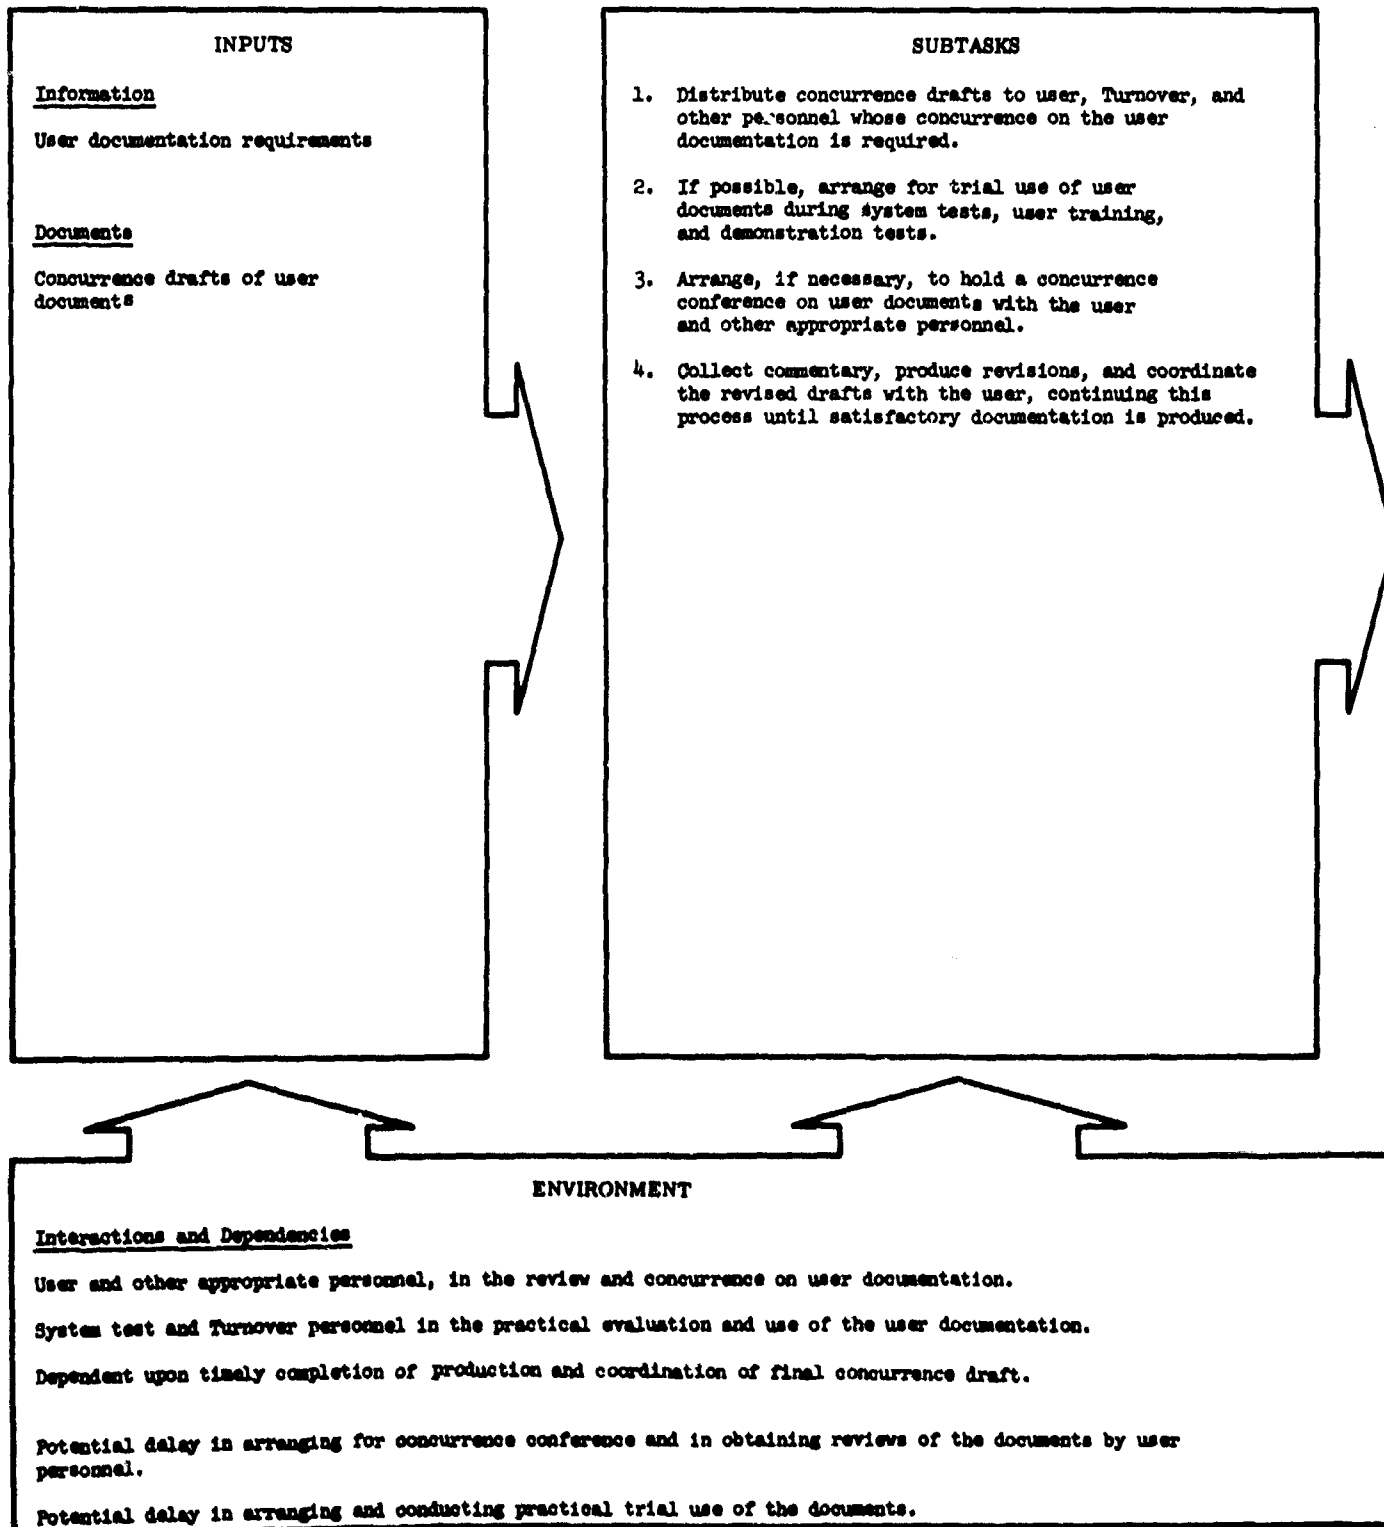 INPUTS
Information
User documentation requirements
Documents
Concurrence drafts of user
documents
SUBTASKS
1. Distribute concurrence drafts to user, Turnover, and
other personnel whose concurrence on the user
documentation is required.
2. If possible, arrange for trial use of user
documents during system tests, user training,
and demonstration tests.
3. Arrange, if necessary, to hold a concurrence
conference on user documents with the user
and other appropriate personnel.
4. Collect commentary, produce revisions, and coordinate
the revised drafts with the user, continuing this
process until satisfactory documentation is produced.
ENVIRONMENT
Interactions and Dependencies
User and other appropriate personnel, in the review and concurrence on user documentation.
System test and Turnover personnel in the practical evaluation and use of the user documentation.
Dependent upon timely completion of production and coordination of final concurrence draft.
Potential delay in arranging for concurrence conference and in obtaining reviews of the documents by user
personnel.
Potential delay in arranging and conducting practical trial use of the documents.